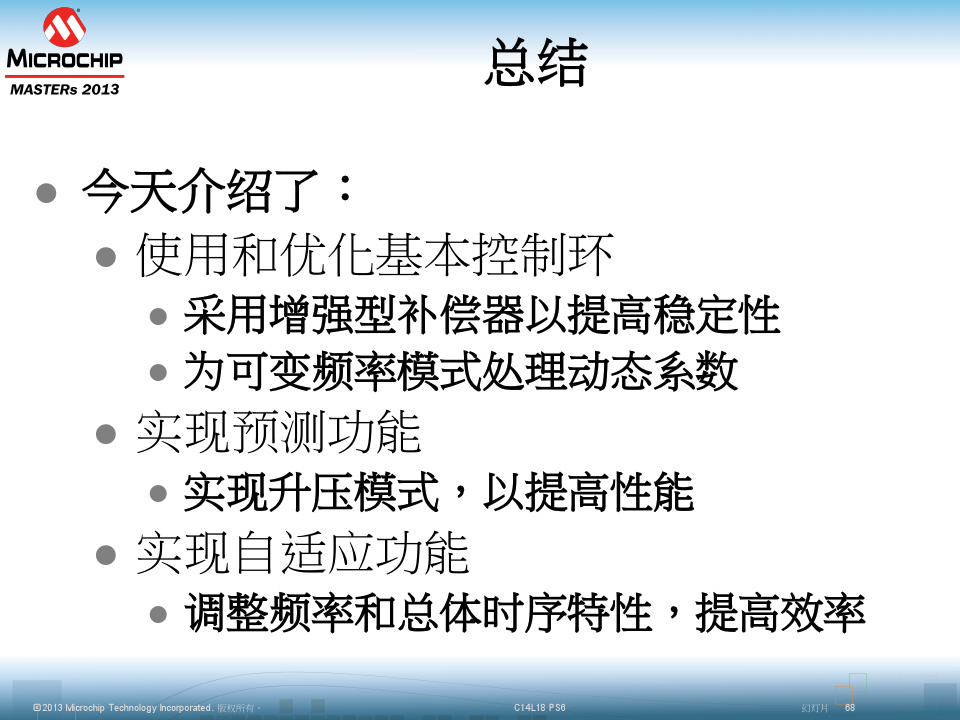 MICROCHIP
MASTERs 2013
总结
今天介绍了：
使用和优化基本控制环
采用增强型补偿器以提高稳定性
为可变频率模式处理动态系数
实现预测功能
实现升压模式，以提高性能
实现自适应功能
调整频率和总体时序特性，提高效率
©2013 Microchip Technology Incorporated. 版权所有。 C14L18 PS6 幻灯片 68